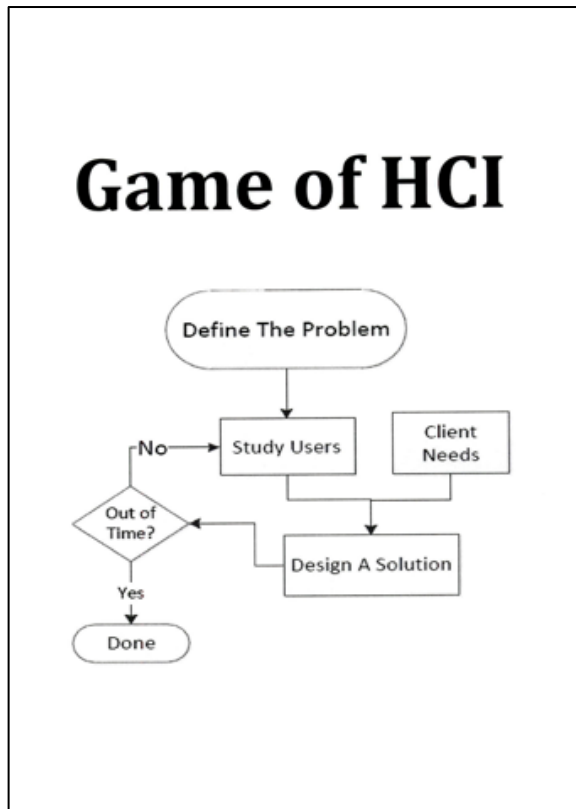 Game of HCI
Define The Problem
No
Study Users
Client
Needs
Out of
Time?
Design A Solution
Yes
Done